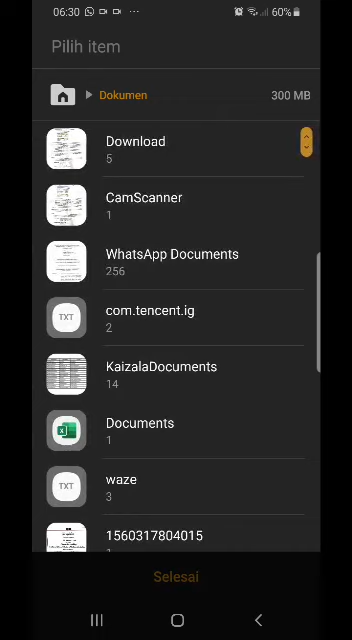 06:30 ... 60%
Pilih item
Dokumen 300 MB
Download
5
CamScanner
1
WhatsApp Documents
256
TXT
com.tencent.ig
2
KaizalaDocuments
14
Documents
1
TXT
waze
3
1560317804015
Selesai